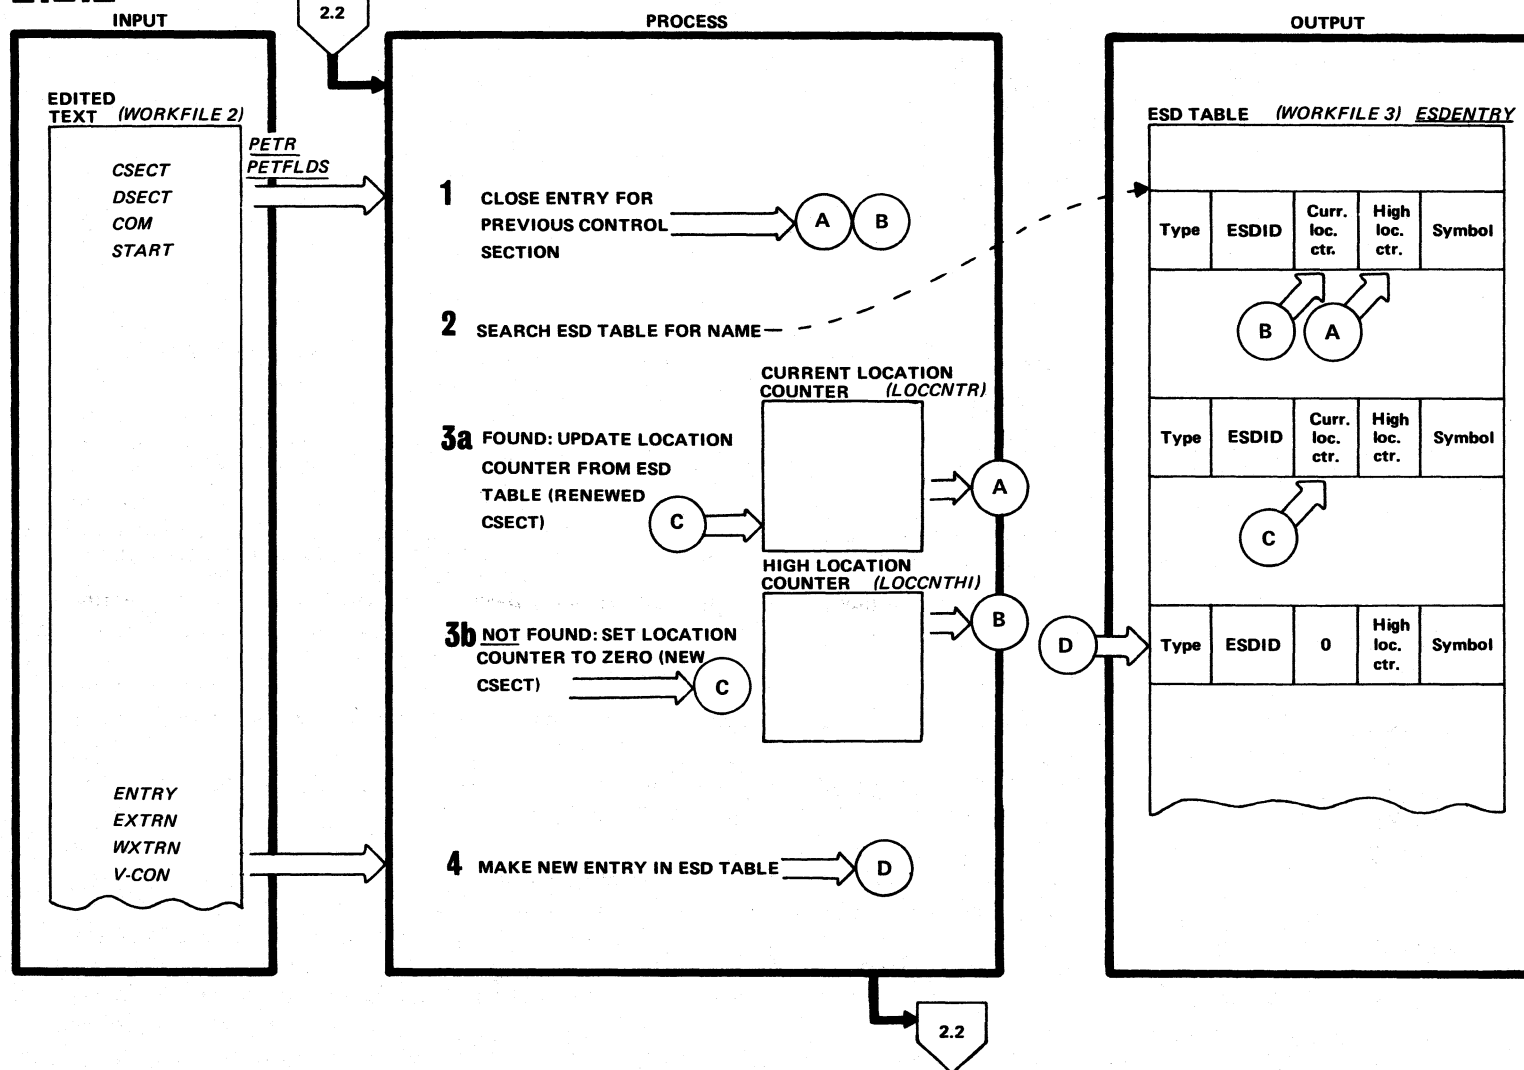 INPUT
2.2
PROCESS
OUTPUT
EDITED
TEXT (WORKFILE 2)
CSECT
DSECT
COM
START
PETR
PETFLDS
ENTRY
EXTRN
WXTRN
V-CON
1 CLOSE ENTRY FOR
PREVIOUS CONTROL
SECTION
A B
2 SEARCH ESD TABLE FOR NAME
CURRENT LOCATION
COUNTER (LOCCNTR)
3a FOUND: UPDATE LOCATION
COUNTER FROM ESD
TABLE (RENEWED
CSECT)
C
A
HIGH LOCATION
COUNTER (LOCCNTHI)
B
3b NOT FOUND: SET LOCATION
COUNTER TO ZERO (NEW
CSECT)
C
4 MAKE NEW ENTRY IN ESD TABLE
D
ESD TABLE (WORKFILE 3) ESDENTRY
Type ESDID Curr. loc. ctr. High loc. ctr. Symbol
B A
Type ESDID Curr. loc. ctr. High loc. ctr. Symbol
C
D
Type ESDID 0 High loc. ctr. Symbol
2.2